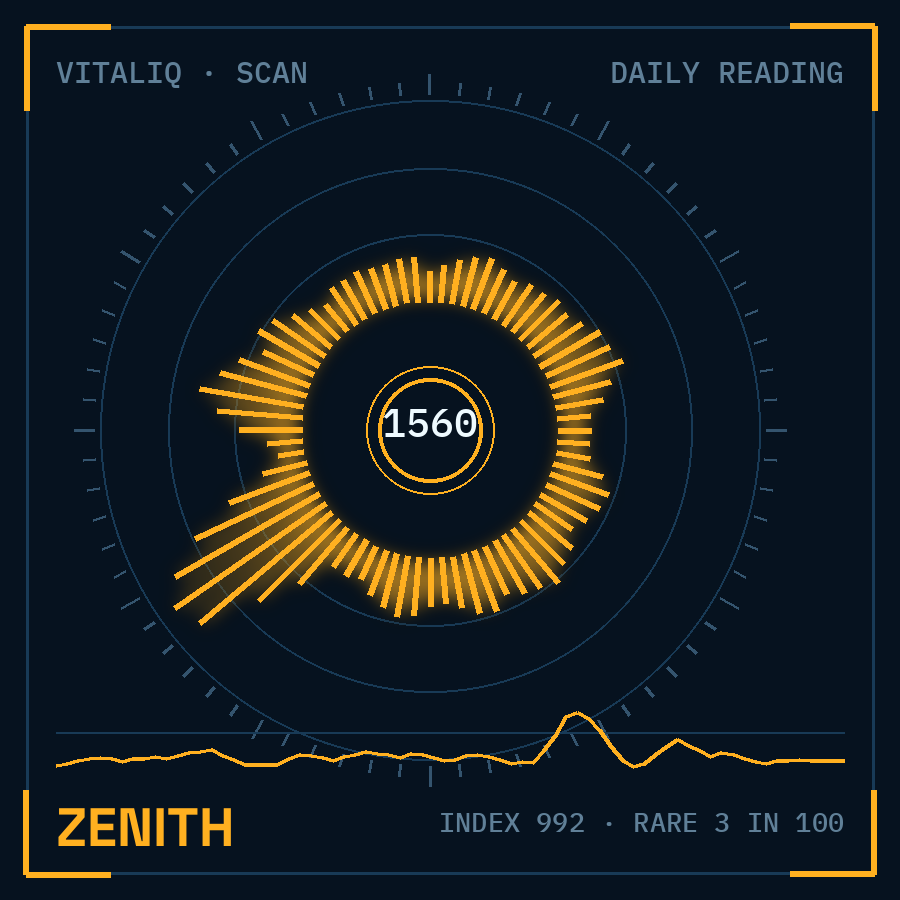 VITALIQ · SCAN
DAILY READING
1560
ZENITH
INDEX 992 · RARE 3 IN 100